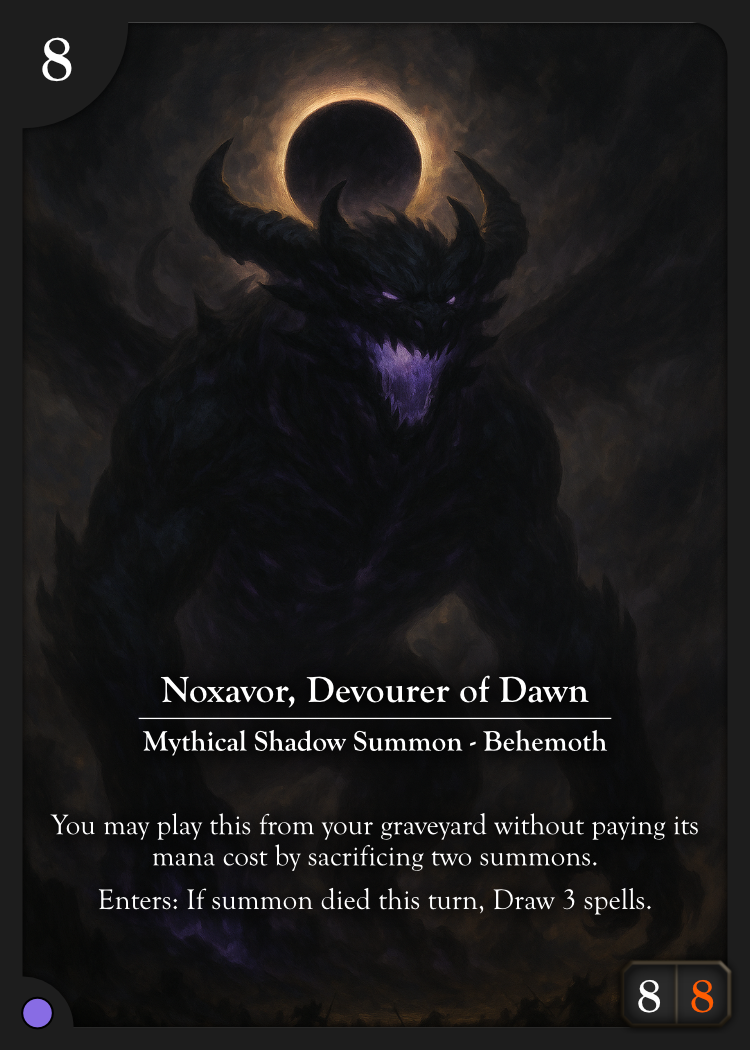 8
Noxavor, Devourer of Dawn
Mythical Shadow Summon - Behemoth
You may play this from your graveyard without paying its
mana cost by sacrificing two summons.
Enters: If summon died this turn, Draw 3 spells.
8 8